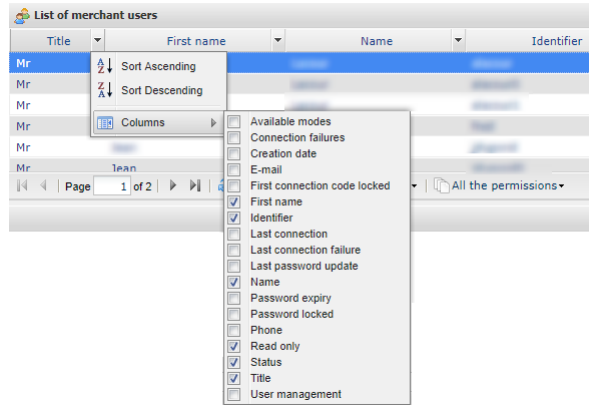 List of merchant users
Title First name Name Identifier
Mr
Sort Ascending
Mr
Sort Descending
Mr
Mr
Columns
Mr
Mr Jean
Page 1 of 2 All the permissions
Available modes
Connection failures
Creation date
E-mail
First connection code locked
First name
Identifier
Last connection
Last connection failure
Last password update
Name
Password expiry
Password locked
Phone
Read only
Status
Title
User management